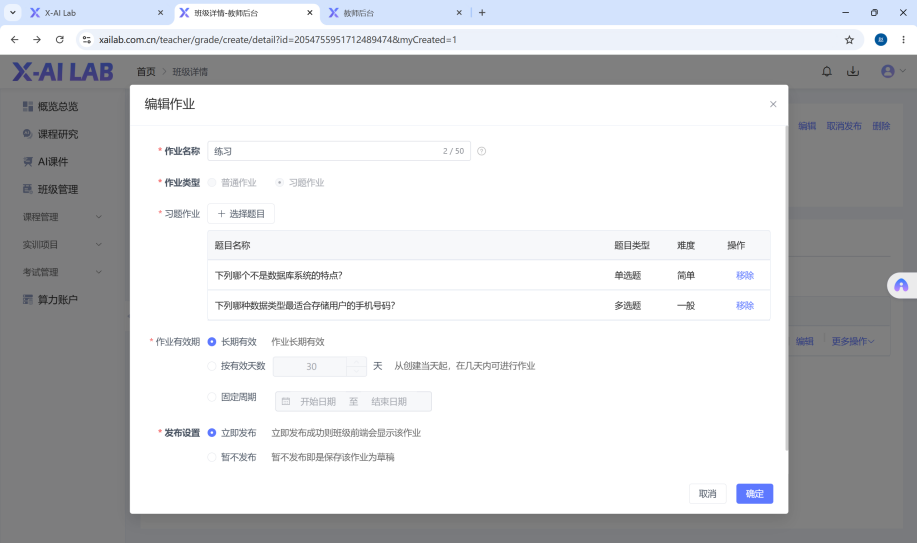 X-AI Lab
班级详情-教师后台
教师后台
xailab.com.cn/teacher/grade/create/detail?id=2054755951712489474&myCreated=1
X-AI LAB
首页 > 班级详情
概览总览
课程研究
AI课件
班级管理
课程管理
实训项目
考试管理
算力账户
编辑 取消发布 删除
编辑 更多操作
编辑作业
* 作业名称 练习 2 / 50
* 作业类型 普通作业 习题作业
* 习题作业 + 选择题目
题目名称 题目类型 难度 操作
下列哪个不是数据库系统的特点? 单选题 简单 移除
下列哪种数据类型最适合存储用户的手机号码? 多选题 一般 移除
* 作业有效期 长期有效 作业长期有效
按有效天数 30 天 从创建当天起，在几天内可进行作业
固定周期 开始日期 至 结束日期
* 发布设置 立即发布 立即发布成功则班级前端会显示该作业
暂不发布 暂不发布即是保存该作业为草稿
取消 确定